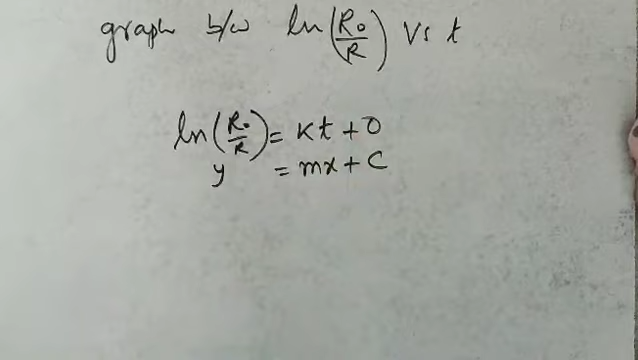 graph b/w ln(R₀/R) Vs t
ln(R₀/R) = Kt + 0
y = mx + C